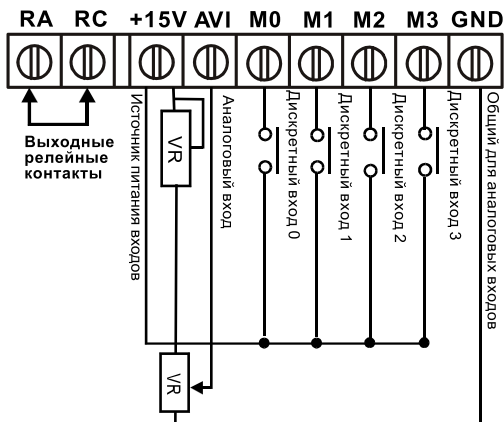 RA RC +15V AVI M0 M1 M2 M3 GND
Выходные
релейные
контакты
Источник питания входов
VR
Аналоговый вход
Дискретный вход 0
Дискретный вход 1
Дискретный вход 2
Дискретный вход 3
Общий для аналоговых входов
VR